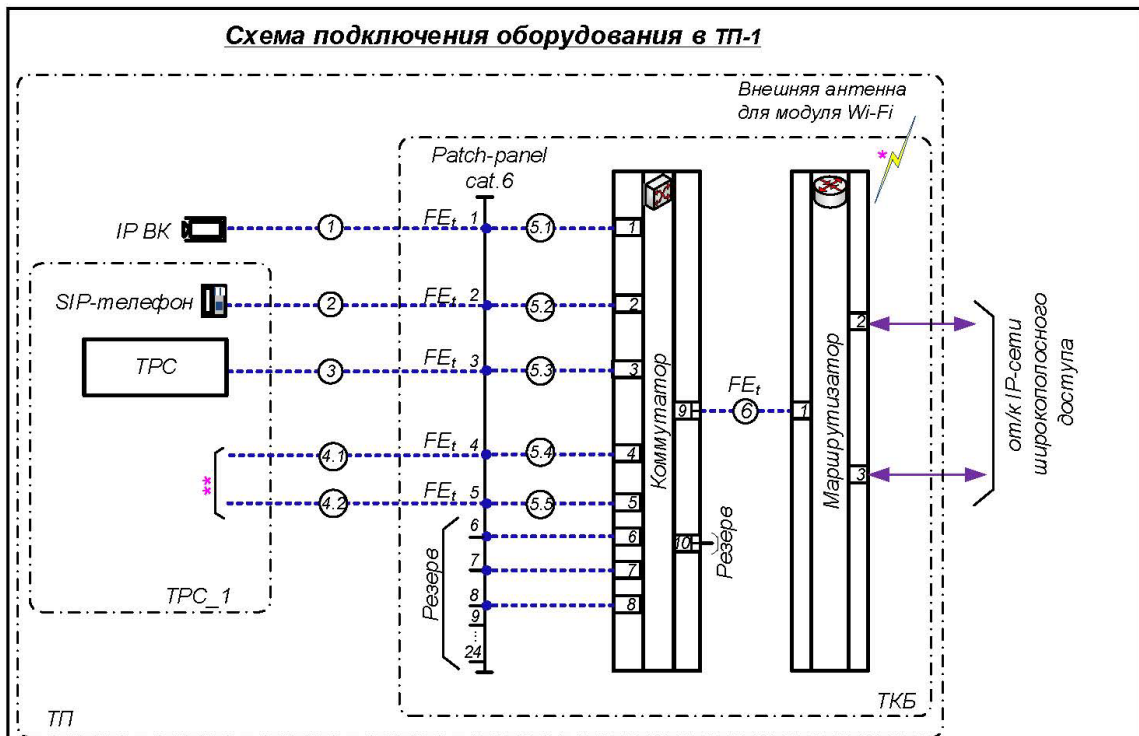 Схема подключения оборудования в ТП-1
Внешняя антенна
для модуля Wi-Fi
*
Patch-panel
cat.6
IP ВК
1
FEt 1
5.1
1
SIP-телефон
2
FEt 2
5.2
2
2
ТРС
3
FEt 3
5.3
3
FEt
9
6
1
4.1
FEt 4
5.4
4
3
**
4.2
FEt 5
5.5
5
6
6
10
7
7
8
8
9
...
24
Резерв
Резерв
Коммутатор
Маршрутизатор
от/к IP-сети
широкополосного
доступа
ТРС_1
ТКБ
ТП